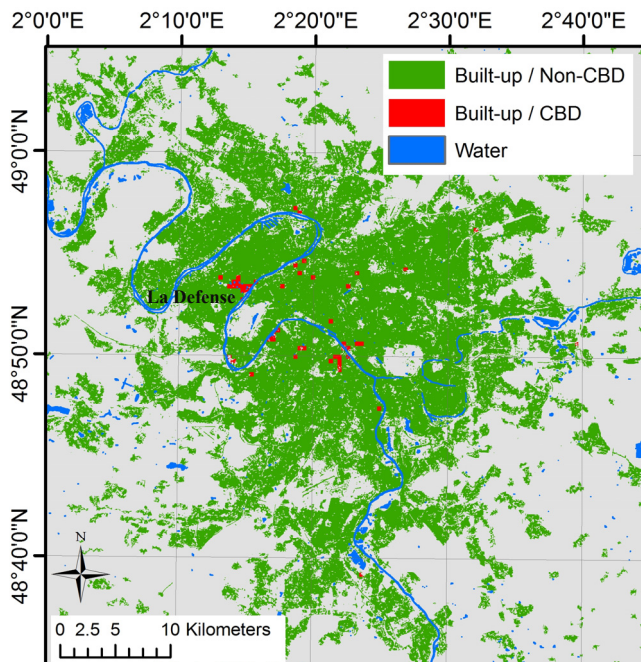 2°0'0"E 2°10'0"E 2°20'0"E 2°30'0"E 2°40'0"E
Built-up / Non-CBD
Built-up / CBD
Water
49°0'0"N
La Defense
48°50'0"N
48°40'0"N
N
0 2.5 5 10 Kilometers